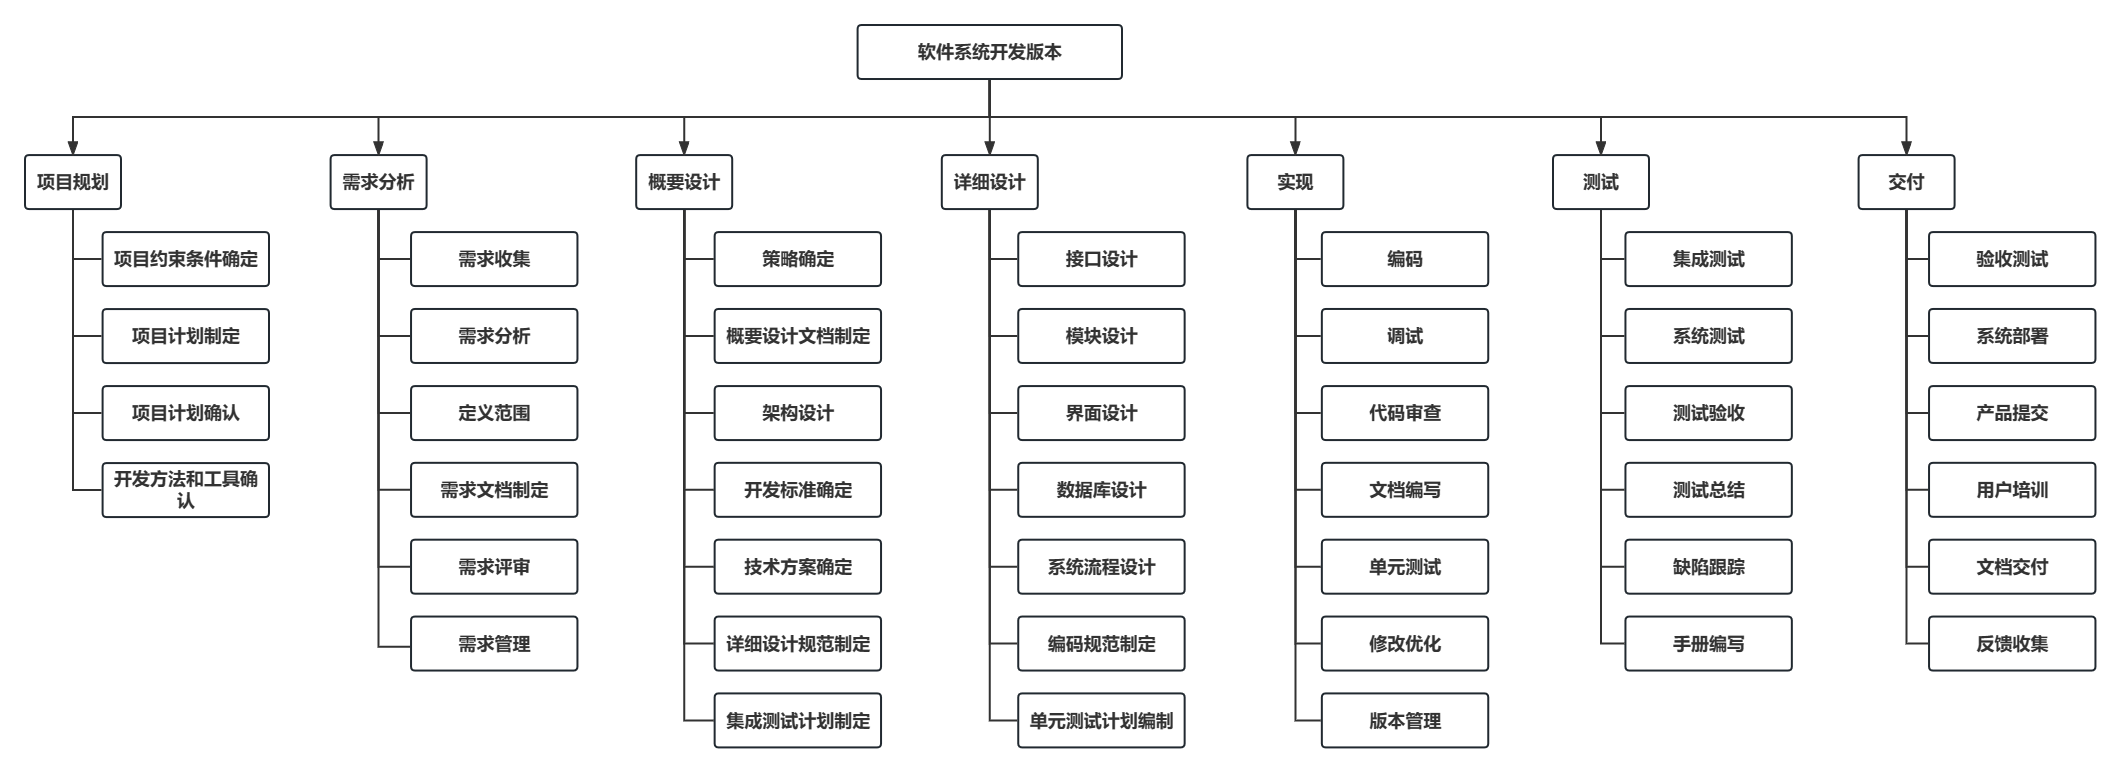 软件系统开发版本
项目规划
需求分析
概要设计
详细设计
实现
测试
交付
项目约束条件确定
项目计划制定
项目计划确认
开发方法和工具确
认
需求收集
需求分析
定义范围
需求文档制定
需求评审
需求管理
策略确定
概要设计文档制定
架构设计
开发标准确定
技术方案确定
详细设计规范制定
集成测试计划制定
接口设计
模块设计
界面设计
数据库设计
系统流程设计
编码规范制定
单元测试计划编制
编码
调试
代码审查
文档编写
单元测试
修改优化
版本管理
集成测试
系统测试
测试验收
测试总结
缺陷跟踪
手册编写
验收测试
系统部署
产品提交
用户培训
文档交付
反馈收集